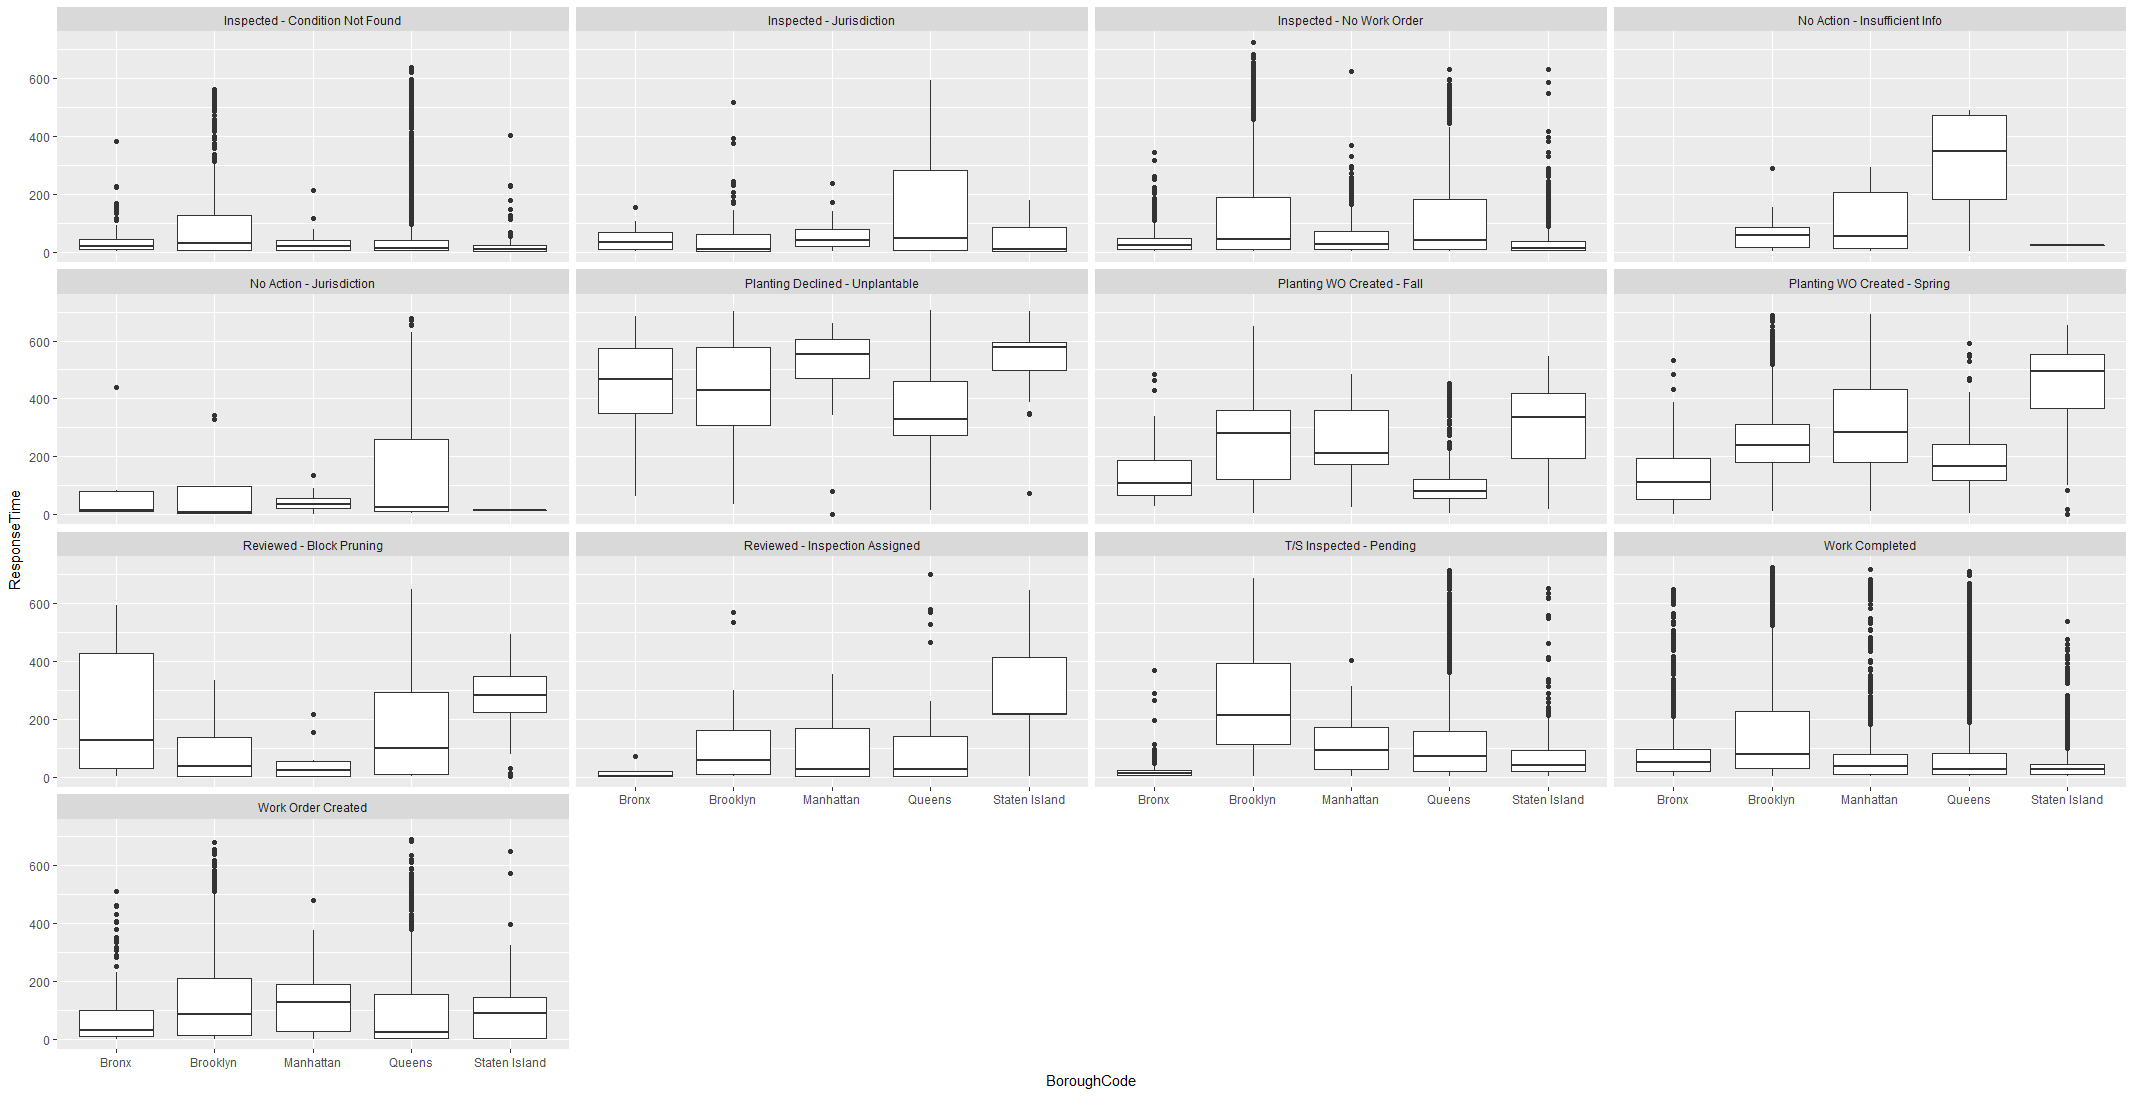 Inspected - Condition Not Found
Inspected - Jurisdiction
Inspected - No Work Order
No Action - Insufficient Info
600
400
200
0
No Action - Jurisdiction
Planting Declined - Unplantable
Planting WO Created - Fall
Planting WO Created - Spring
600
400
200
0
ResponseTime
Reviewed - Block Pruning
Reviewed - Inspection Assigned
T/S Inspected - Pending
Work Completed
600
400
200
0
Bronx Brooklyn Manhattan Queens Staten Island
Bronx Brooklyn Manhattan Queens Staten Island
Bronx Brooklyn Manhattan Queens Staten Island
Work Order Created
600
400
200
0
Bronx Brooklyn Manhattan Queens Staten Island
BoroughCode